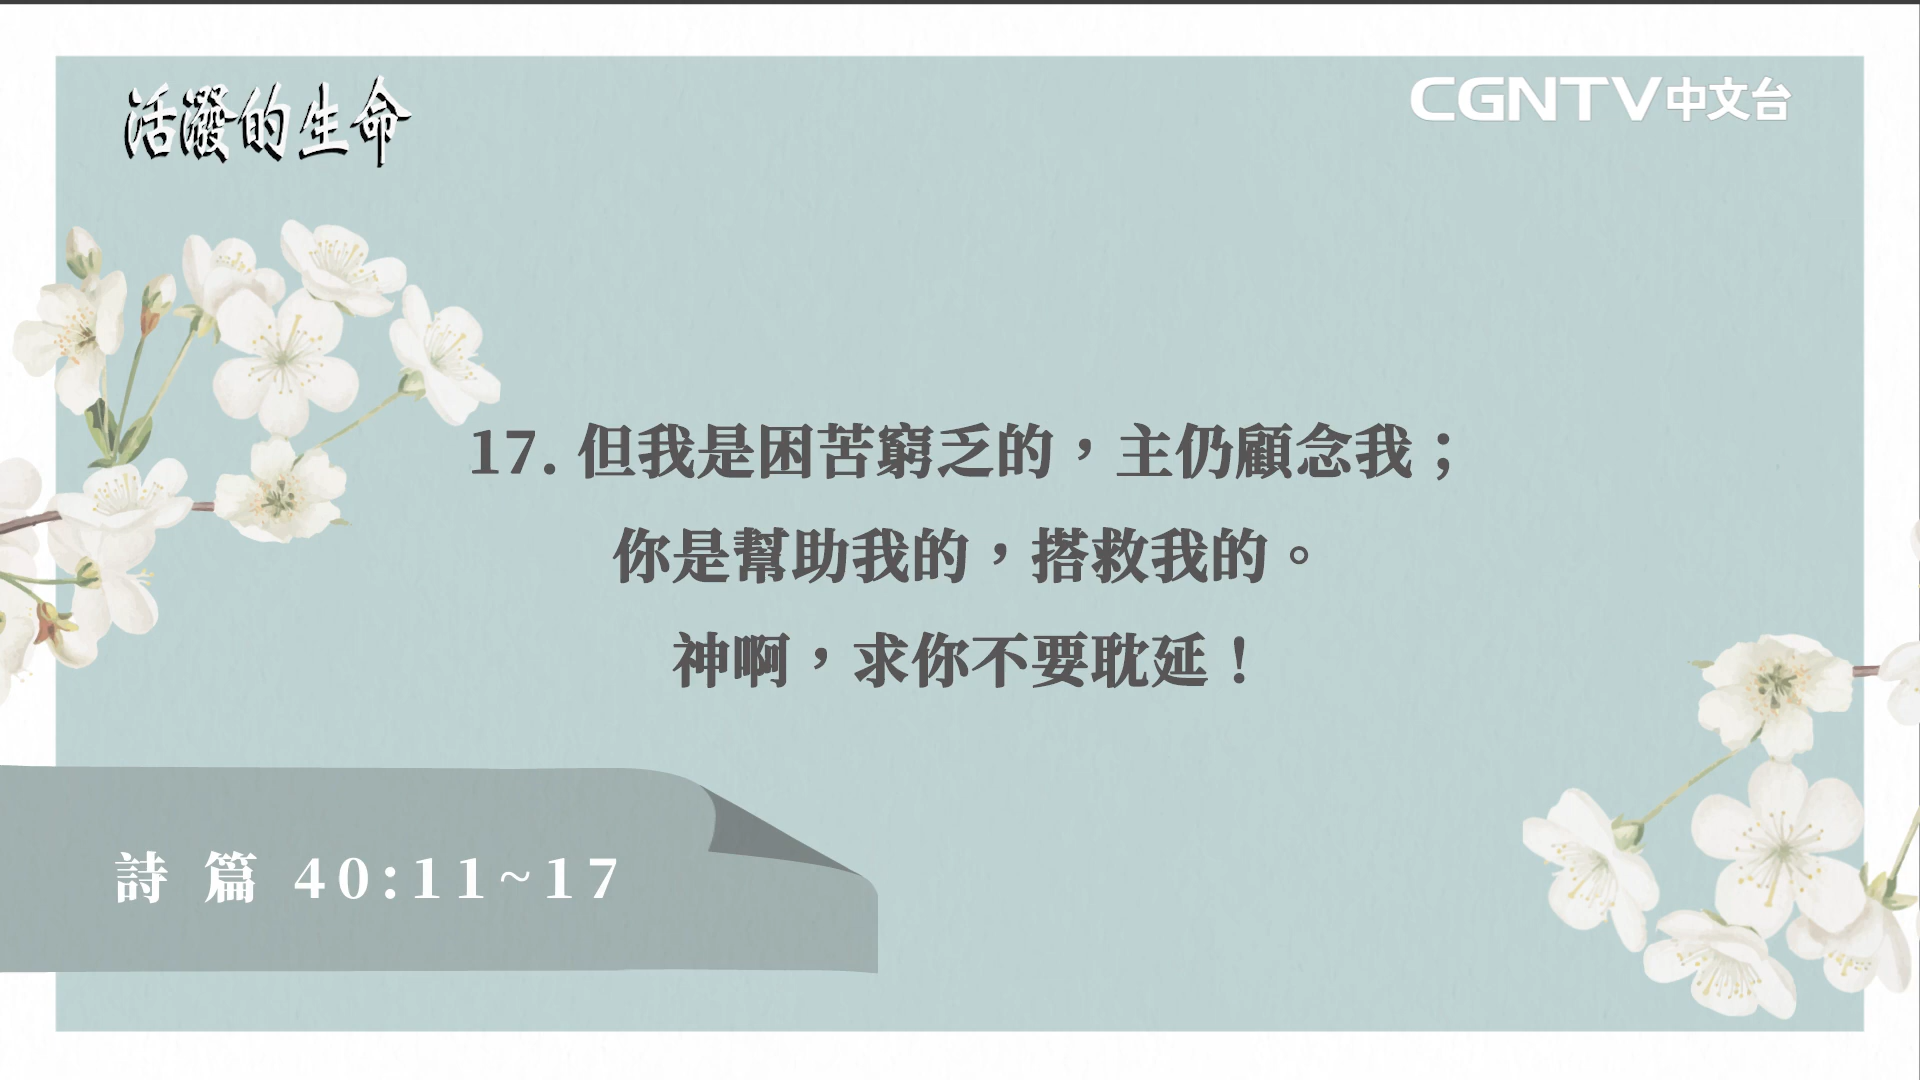 活潑的生命
CGNTV中文台
17. 但我是困苦窮乏的，主仍顧念我；
你是幫助我的，搭救我的。
神啊，求你不要耽延！
詩 篇 40:11~17